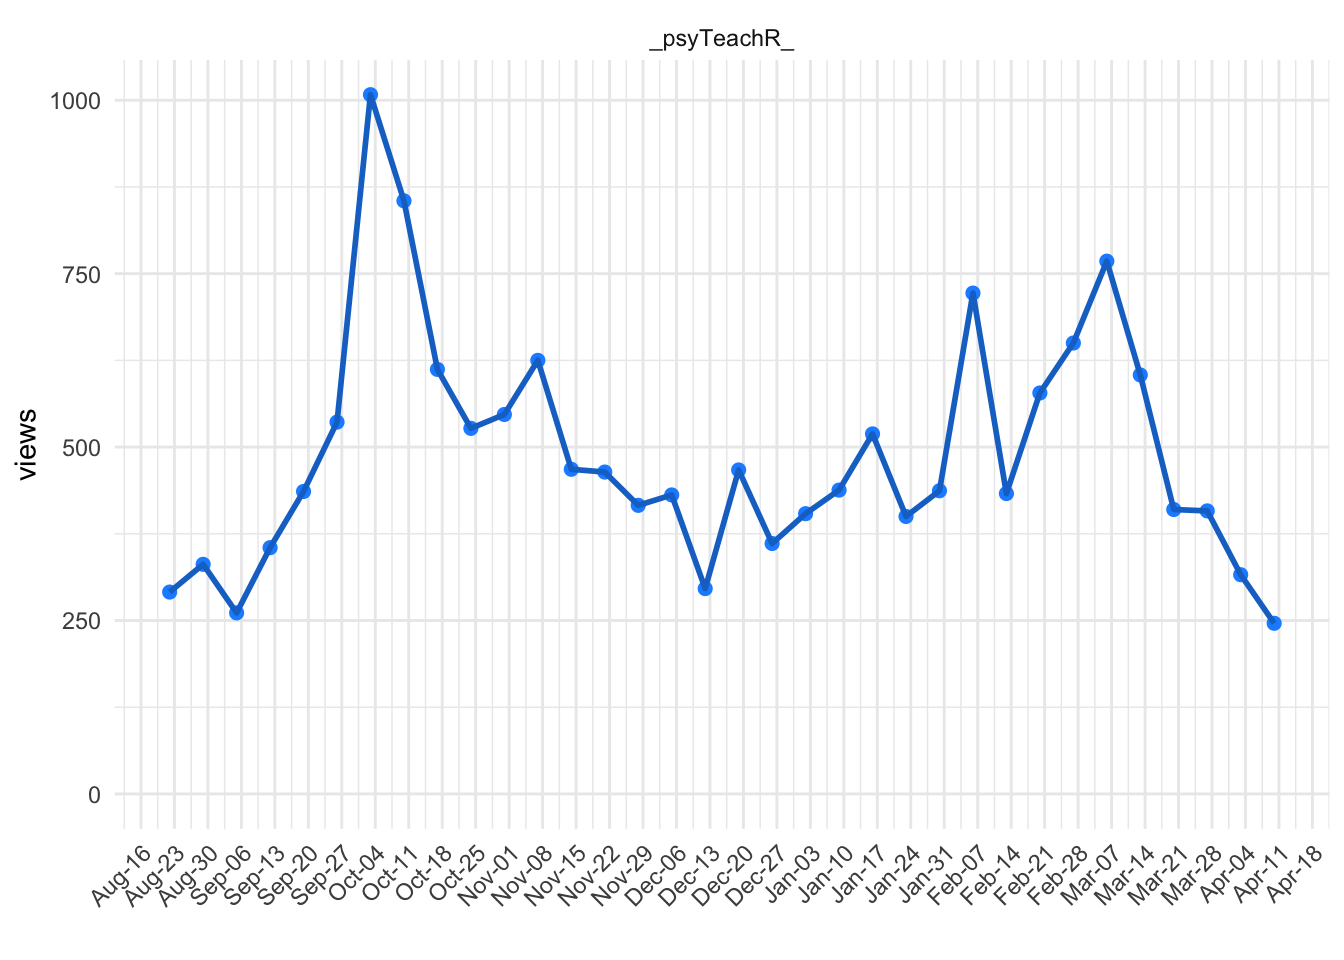 _psyTeachR_
1000
750
500
250
0
views
Aug-16
Aug-23
Aug-30
Sep-06
Sep-13
Sep-20
Sep-27
Oct-04
Oct-11
Oct-18
Oct-25
Nov-01
Nov-08
Nov-15
Nov-22
Nov-29
Dec-06
Dec-13
Dec-20
Dec-27
Jan-03
Jan-10
Jan-17
Jan-24
Jan-31
Feb-07
Feb-14
Feb-21
Feb-28
Mar-07
Mar-14
Mar-21
Mar-28
Apr-04
Apr-11
Apr-18